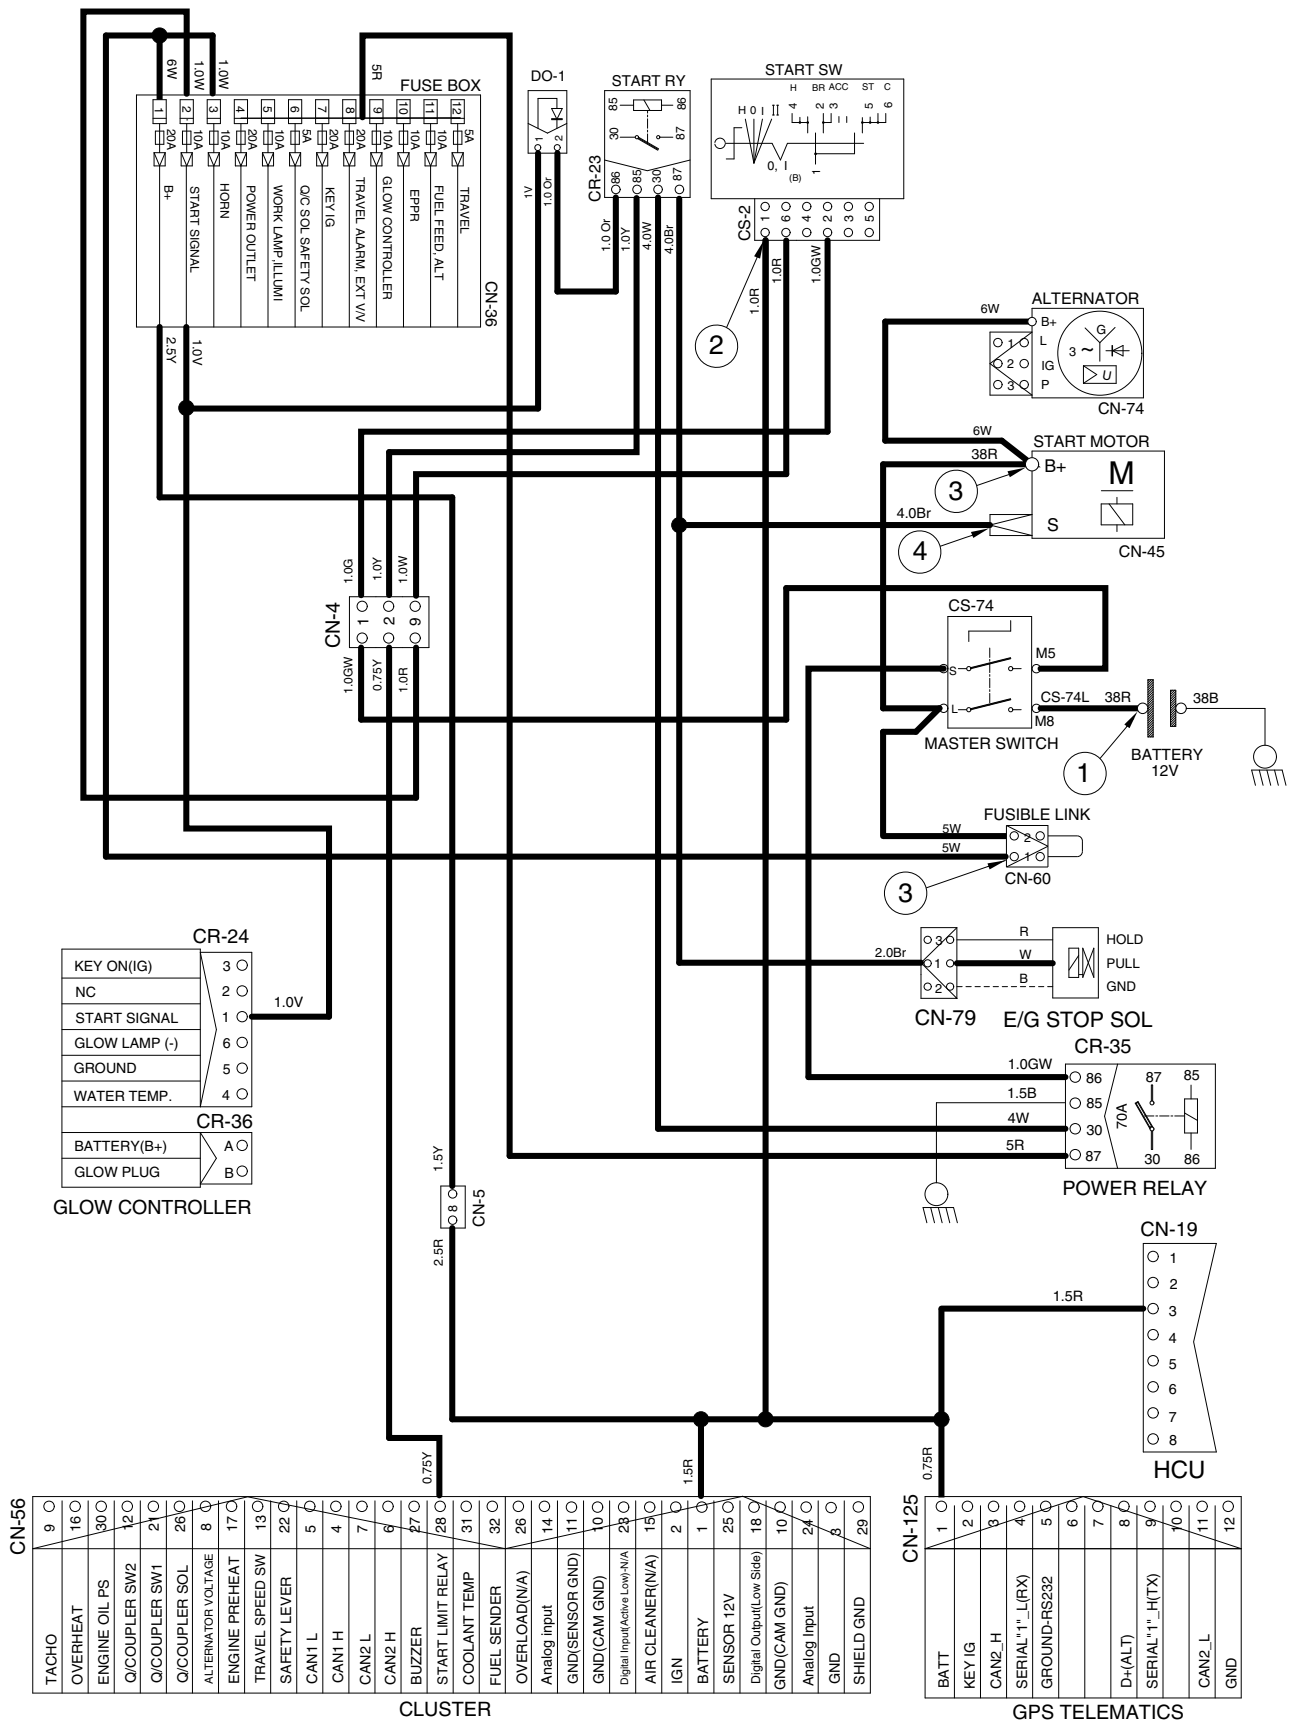 FUSE BOX
6W
1.0W
1.0W
5R
1
2
3
4
5
6
7
8
9
10
11
12
20A
10A
10A
20A
10A
5A
10A
20A
10A
10A
10A
5A
B+
START SIGNAL
HORN
POWER OUTLET
WORK LAMP,ILLUMI
Q/C SOL SAFETY SOL
KEY IG
TRAVEL ALARM, EXT V/V
GLOW CONTROLLER
EPPR
FUEL FEED, ALT
TRAVEL
CN-36
2.5Y
1.0V
DO-1
1
2
1V
1.0 Or
START RY
85
86
30
87
CR-23
86
85
30
87
1.0 Or
1.0Y
4.0W
4.0Br
START SW
H BR ACC ST C
4 2 3 5 6
H 0 I II
0, I
(B)
1
CS-2
1
6
4
2
3
5
1.0R
1.0R
1.0GW
2
ALTERNATOR
6W
B+
1 L
2 IG
3 P
G
3 ~
U
CN-74
6W
START MOTOR
38R
B+
M
3
4.0Br
S
4
CN-45
1.0G
1.0Y
1.0W
CN-4
1
2
9
1.0GW
0.75Y
1.0R
CS-74
S
M5
L
CS-74L
38R
38B
M8
MASTER SWITCH
1
BATTERY
12V
FUSIBLE LINK
5W
2
5W
1
CN-60
3
CR-24
KEY ON(IG) 3
NC 2
START SIGNAL 1
1.0V
GLOW LAMP (-) 6
GROUND 5
WATER TEMP. 4
CR-36
BATTERY(B+) A
GLOW PLUG B
GLOW CONTROLLER
2.0Br
3 R HOLD
1 W PULL
2 B GND
CN-79
E/G STOP SOL
CR-35
1.0GW
86
1.5B
85
4W
30
5R
87
70A
87
85
30
86
POWER RELAY
1.5Y
8
CN-5
2.5R
CN-19
1
2
1.5R
3
4
5
6
7
8
HCU
0.75Y
1.5R
0.75R
CN-56
9
16
30
12
21
26
8
17
13
22
5
4
7
6
27
28
31
32
26
14
11
10
23
15
2
1
25
18
10
24
3
29
TACHO
OVERHEAT
ENGINE OIL PS
Q/COUPLER SW2
Q/COUPLER SW1
Q/COUPLER SOL
ALTERNATOR VOLTAGE
ENGINE PREHEAT
TRAVEL SPEED SW
SAFETY LEVER
CAN1 L
CAN1 H
CAN2 L
CAN2 H
BUZZER
START LIMIT RELAY
COOLANT TEMP
FUEL SENDER
OVERLOAD(N/A)
Analog input
GND(SENSOR GND)
GND(CAM GND)
Digital Input(Active Low)-N/A
AIR CLEANER(N/A)
IGN
BATTERY
SENSOR 12V
Digital Output(Low Side)
GND(CAM GND)
Analog Input
GND
SHIELD GND
CLUSTER
CN-125
1
2
3
4
5
6
7
8
9
10
11
12
BATT
KEY IG
CAN2_H
SERIAL"1"_L(RX)
GROUND-RS232
D+(ALT)
SERIAL"1"_H(TX)
CAN2_L
GND
GPS TELEMATICS